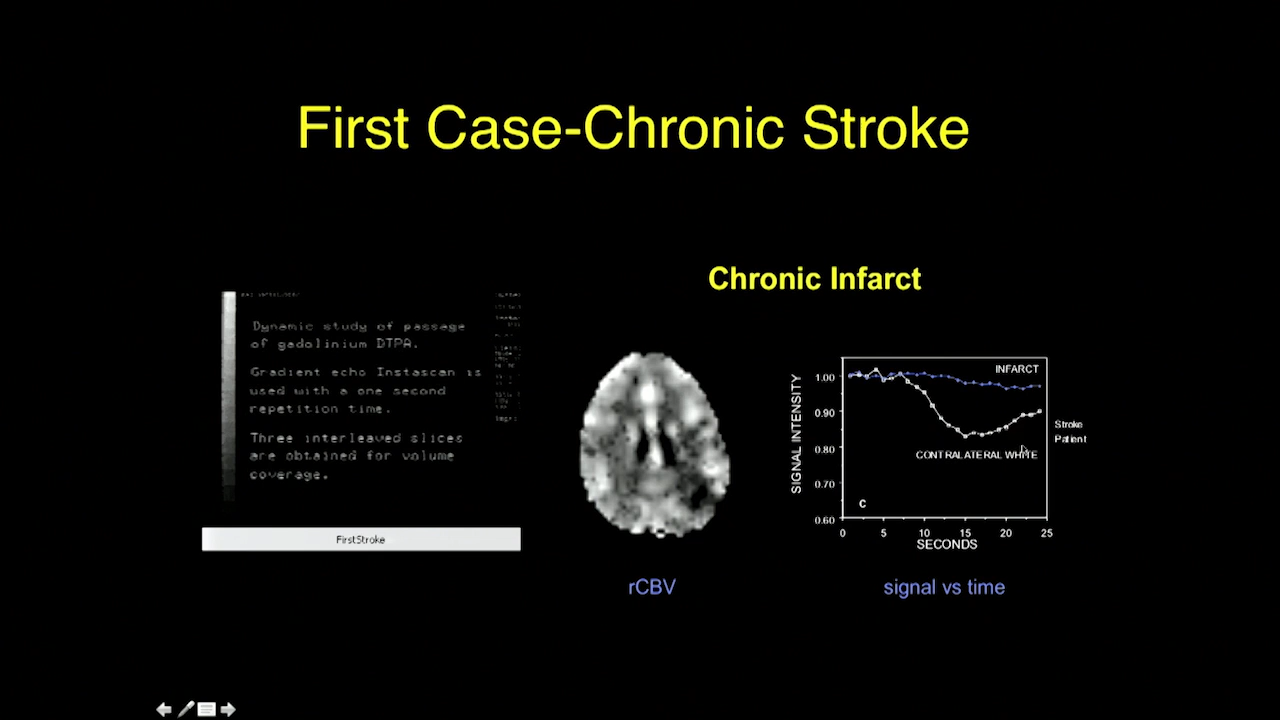 First Case-Chronic Stroke
Chronic Infarct
Dynamic study of passage
of gadolinium DTPA.
Gradient echo Instascan is
used with a one second
repetition time.
Three interleaved slices
are obtained for volume
coverage.
FirstStroke
rCBV
SIGNAL INTENSITY
1.00
0.90
0.80
0.70
0.60
INFARCT
CONTRALATERAL WHITE
C
Stroke
Patient
0 5 10 15 20 25
SECONDS
signal vs time